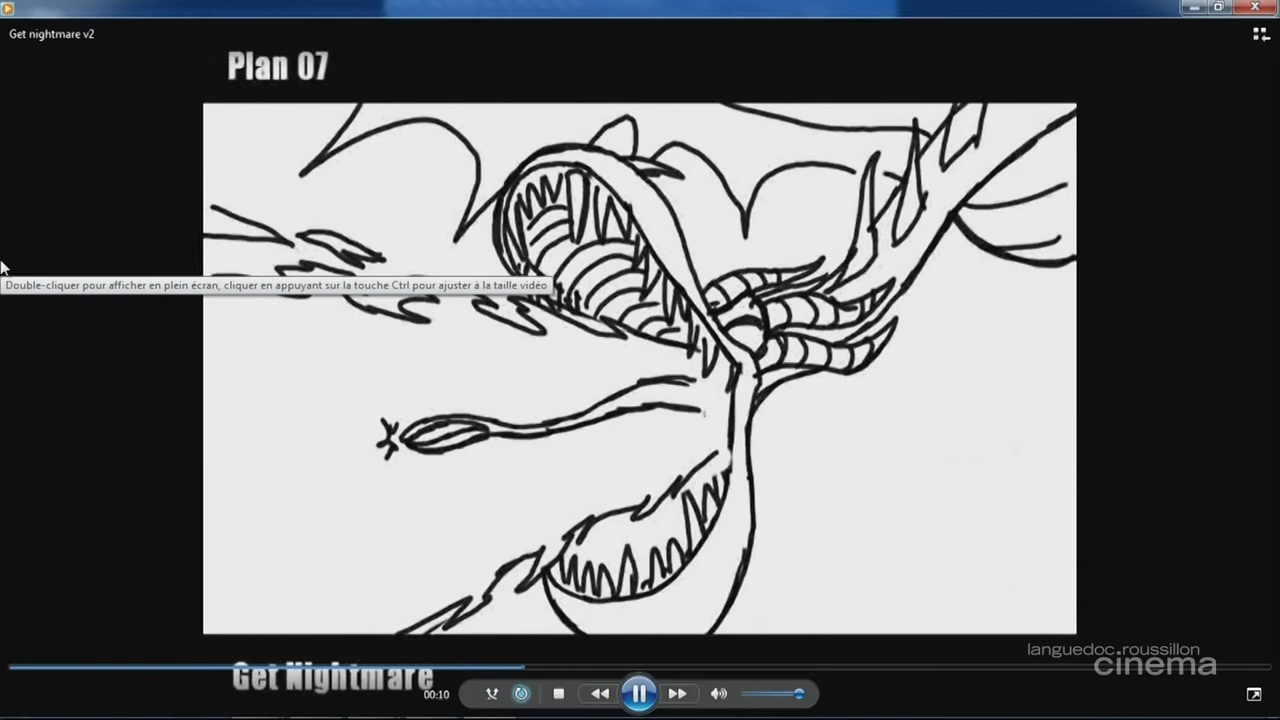 Get nightmare v2
Plan 07
Double-cliquer pour afficher en plein écran, cliquer en appuyant sur la touche Ctrl pour ajuster à la taille vidéo
languedoc.roussillon
cinema
Get Nightmare
00:10